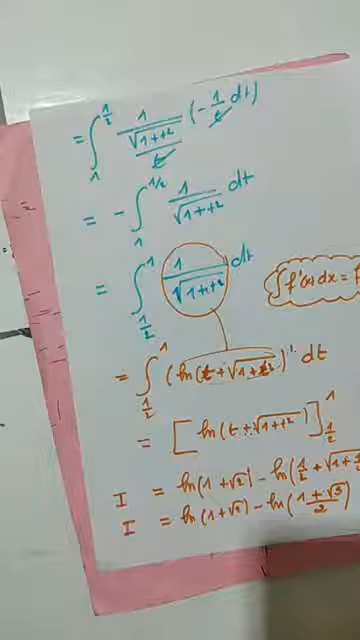 = ∫_1^{1/2} 1/(√(1+t²)/t) (-1/t dt)
= - ∫_1^{1/2} 1/√(1+t²) dt
= ∫_{1/2}^1 1/√(1+t²) dt
∫f'(x)dx = f
= ∫_{1/2}^1 (ln(t+√(1+t²)))' dt
= [ln(t+√(1+t²))]_{1/2}^1
I = ln(1+√2) - ln(1/2+√(1+
I = ln(1+√2) - ln((1+√5)/2)